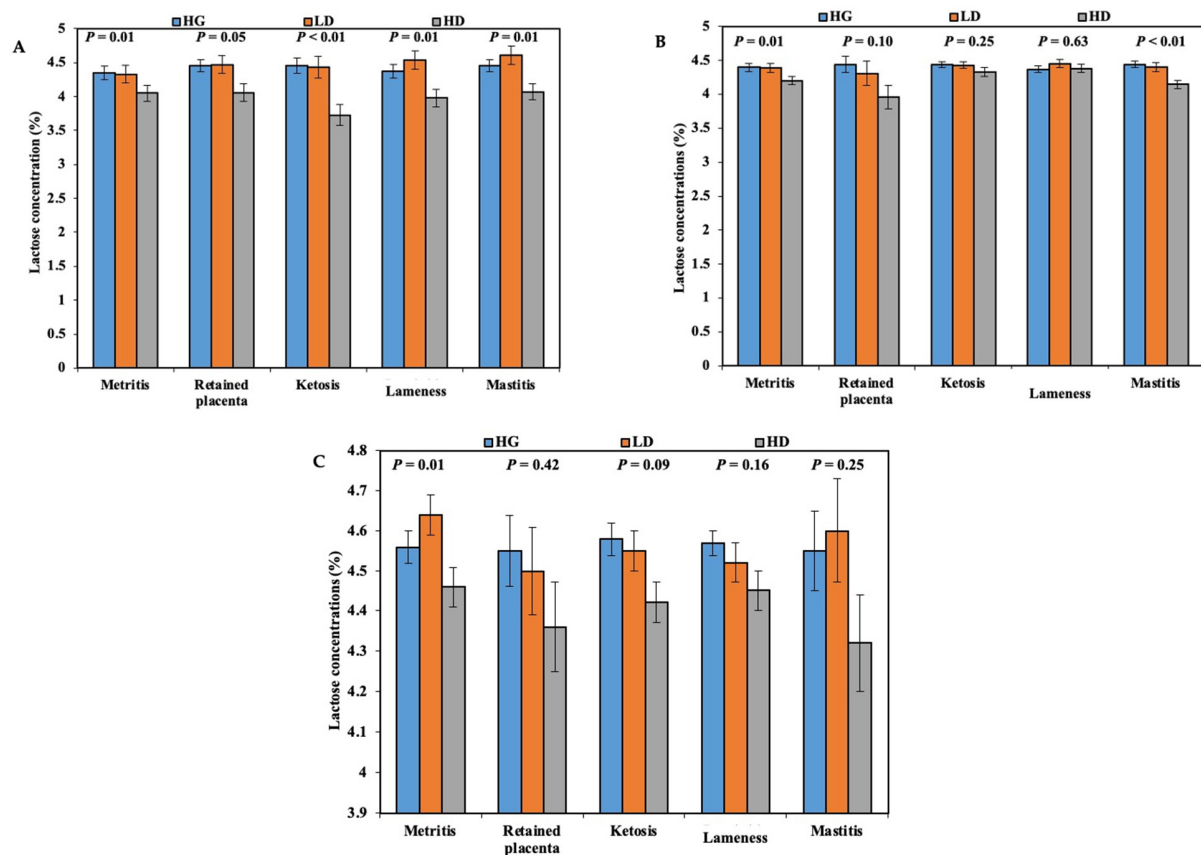 A
HG LD HD
P = 0.01 P = 0.05 P < 0.01 P = 0.01 P = 0.01
Lactose concentration (%)
5
4.5
4
3.5
3
2.5
2
1.5
1
0.5
0
Metritis Retained placenta Ketosis Lameness Mastitis
B
HG LD HD
P = 0.01 P = 0.10 P = 0.25 P = 0.63 P < 0.01
Lactose concentrations (%)
5
4.5
4
3.5
3
2.5
2
1.5
1
0.5
0
Metritis Retained placenta Ketosis Lameness Mastitis
C
HG LD HD
P = 0.01 P = 0.42 P = 0.09 P = 0.16 P = 0.25
Lactose concentrations (%)
4.8
4.7
4.6
4.5
4.4
4.3
4.2
4.1
4
3.9
Metritis Retained placenta Ketosis Lameness Mastitis